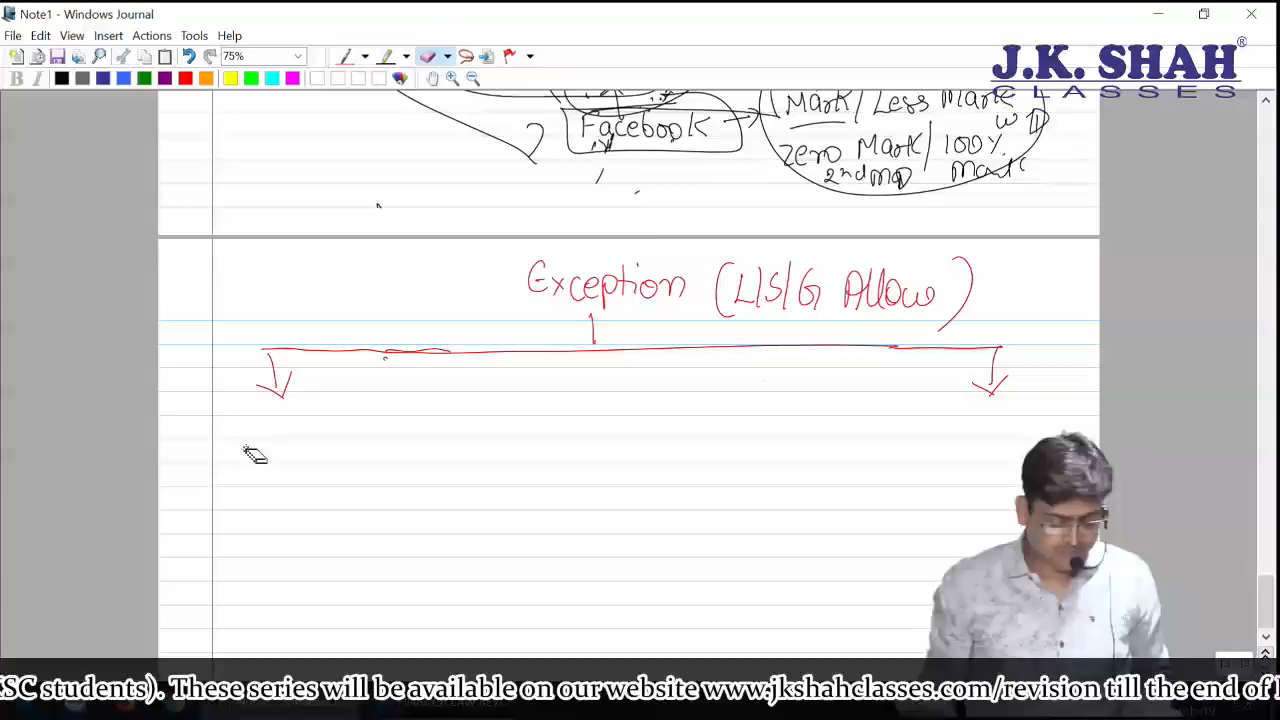 Note1 - Windows Journal
File Edit View Insert Actions Tools Help
75%
J.K. SHAH®
CLASSES
Mark/Less Mark
Facebook
Zero Mark/100%
Mark
2nd
Exception (L/S/G Allow)
KSC students). These series will be available on our website www.jkshahclasses.com/revision till the end of